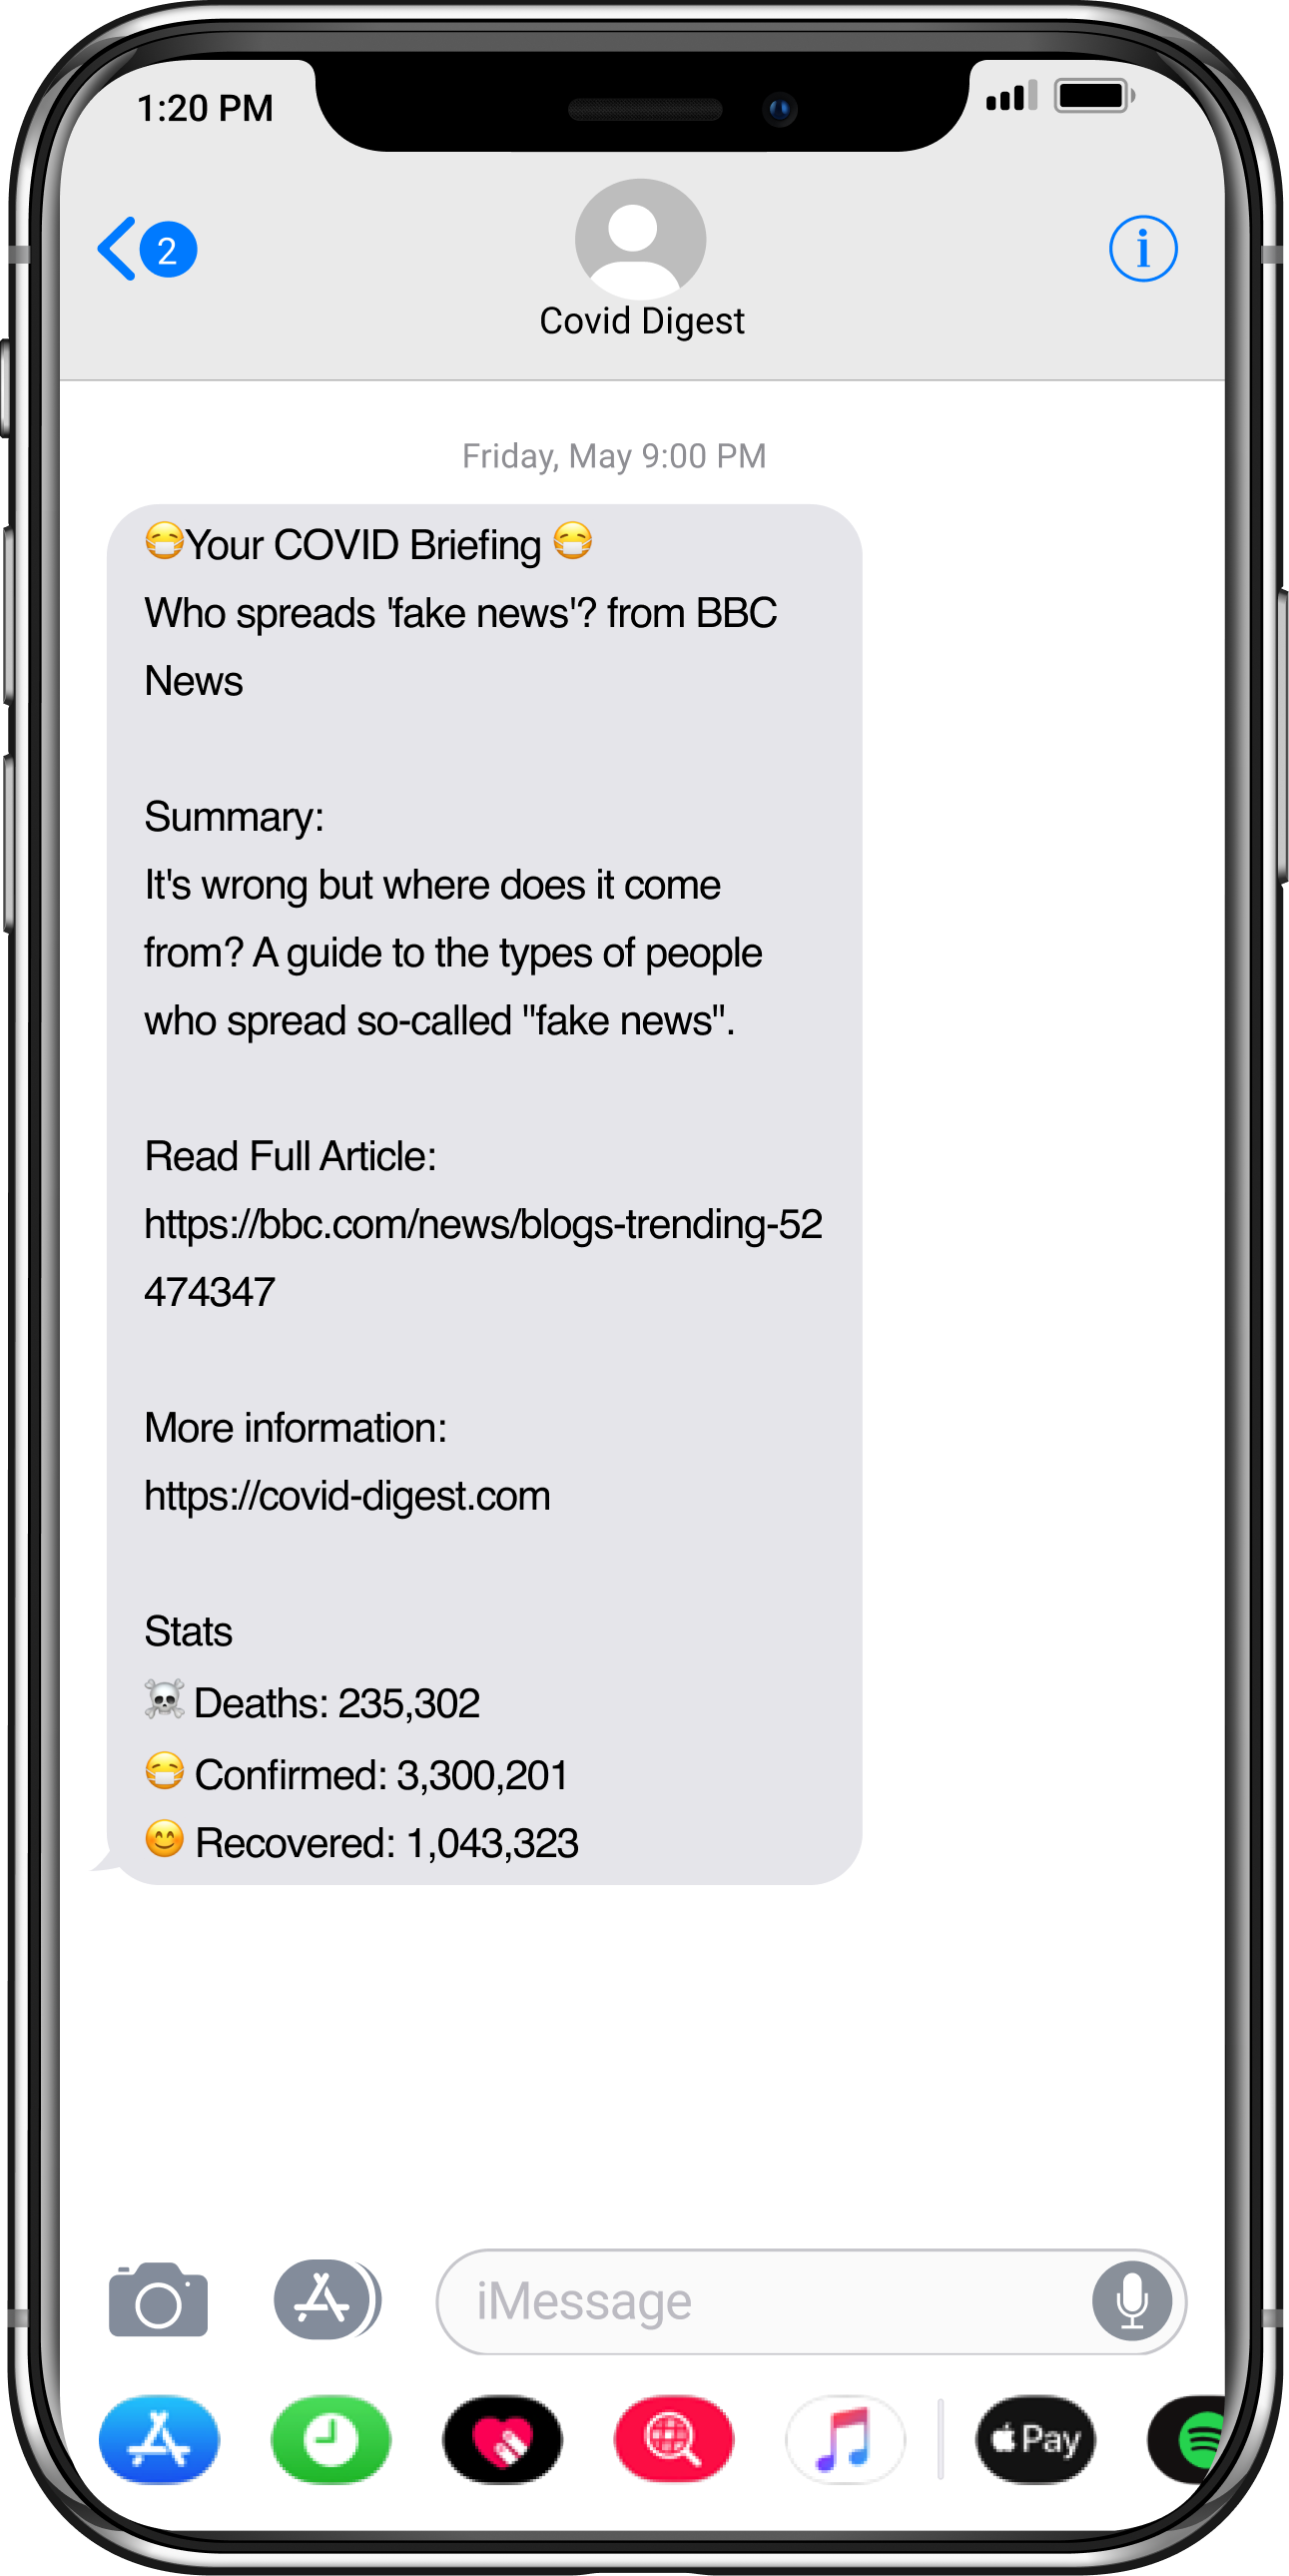 1:20 PM
2
i
Covid Digest
Friday, May 9:00 PM
😷Your COVID Briefing 😷
Who spreads 'fake news'? from BBC
News
Summary:
It's wrong but where does it come
from? A guide to the types of people
who spread so-called "fake news".
Read Full Article:
https://bbc.com/news/blogs-trending-52
474347
More information:
https://covid-digest.com
Stats
☠️ Deaths: 235,302
😷 Confirmed: 3,300,201
😊 Recovered: 1,043,323
iMessage
Pay